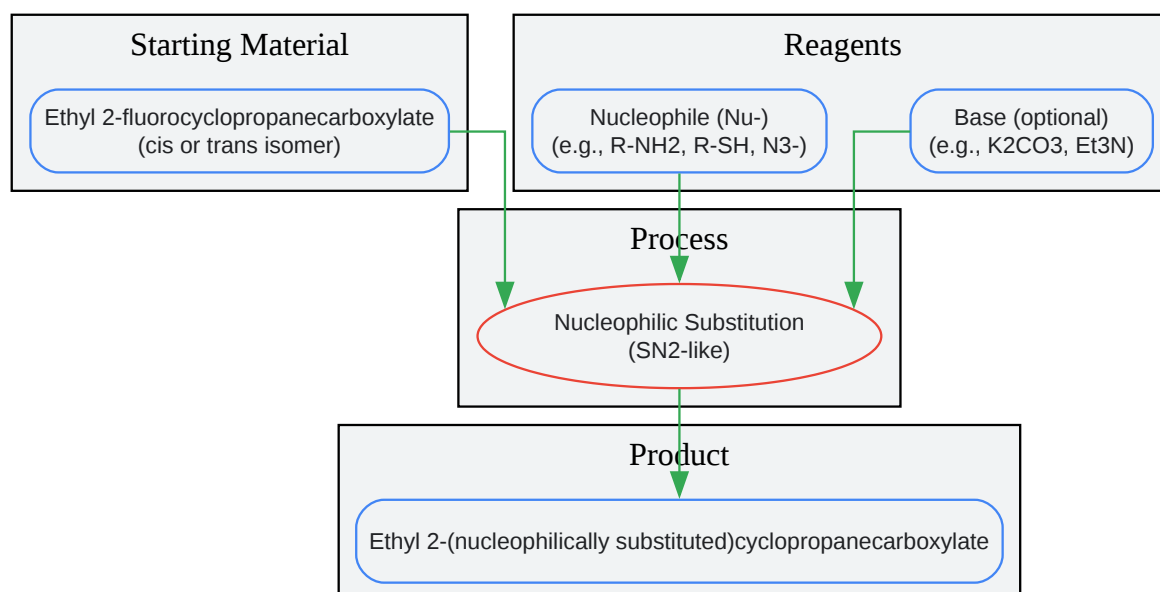 Starting Material
Ethyl 2-fluorocyclopropanecarboxylate
(cis or trans isomer)
Reagents
Nucleophile (Nu-)
(e.g., R-NH2, R-SH, N3-)
Base (optional)
(e.g., K2CO3, Et3N)
Process
Nucleophilic Substitution
(SN2-like)
Product
Ethyl 2-(nucleophilically substituted)cyclopropanecarboxylate